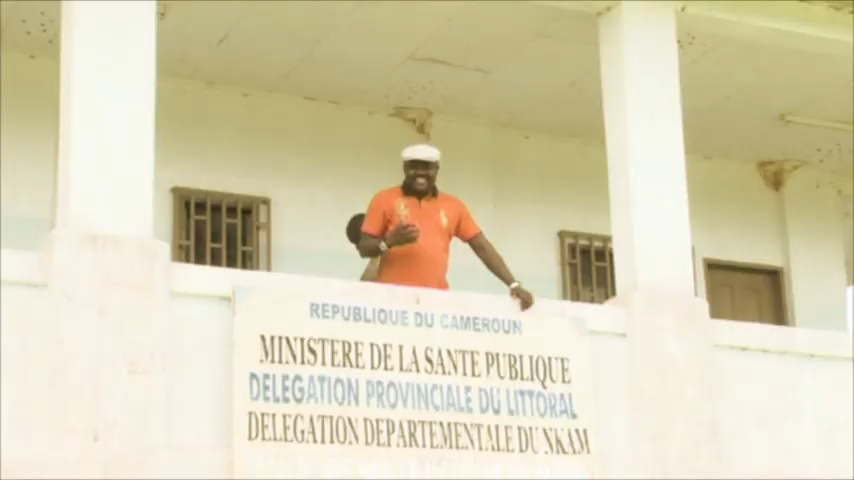 REPUBLIQUE DU CAMEROUN
MINISTERE DE LA SANTE PUBLIQUE
DELEGATION PROVINCIALE DU LITTORAL
DELEGATION DEPARTEMENTALE DU NKAM